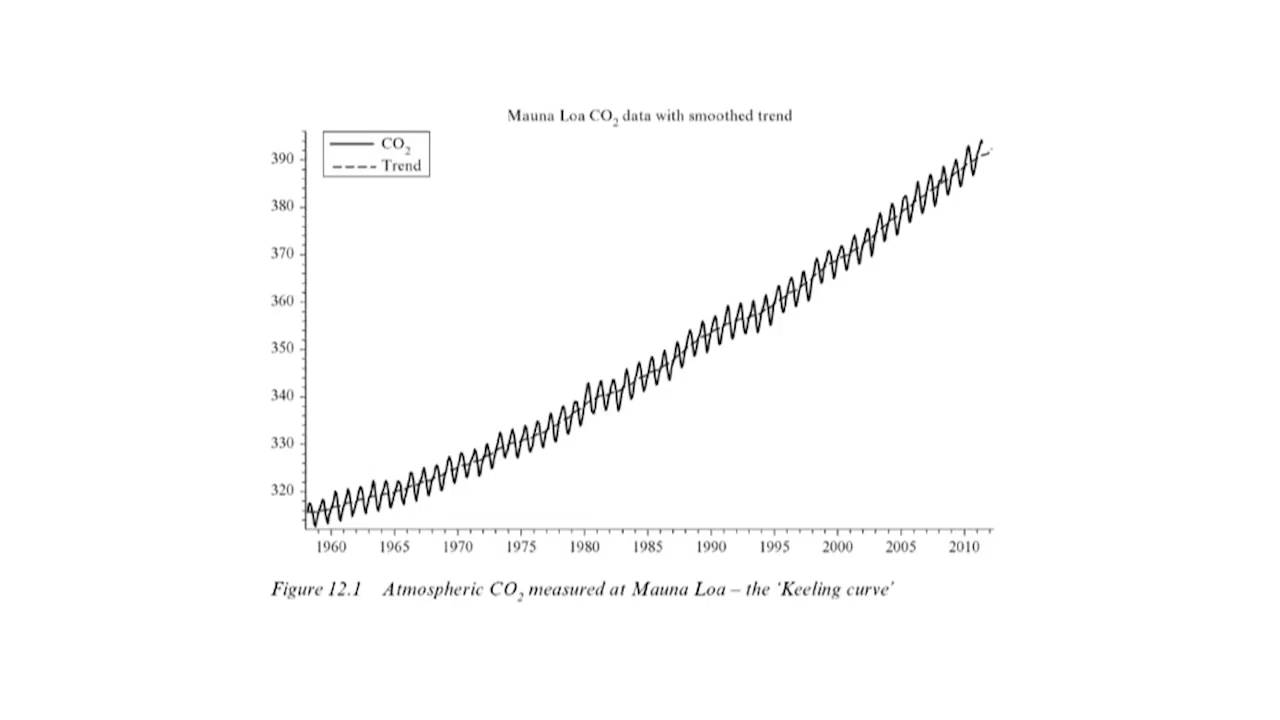 Mauna Loa CO₂ data with smoothed trend
CO₂
Trend
390
380
370
360
350
340
330
320
1960 1965 1970 1975 1980 1985 1990 1995 2000 2005 2010
Figure 12.1 Atmospheric CO₂ measured at Mauna Loa – the ‘Keeling curve’